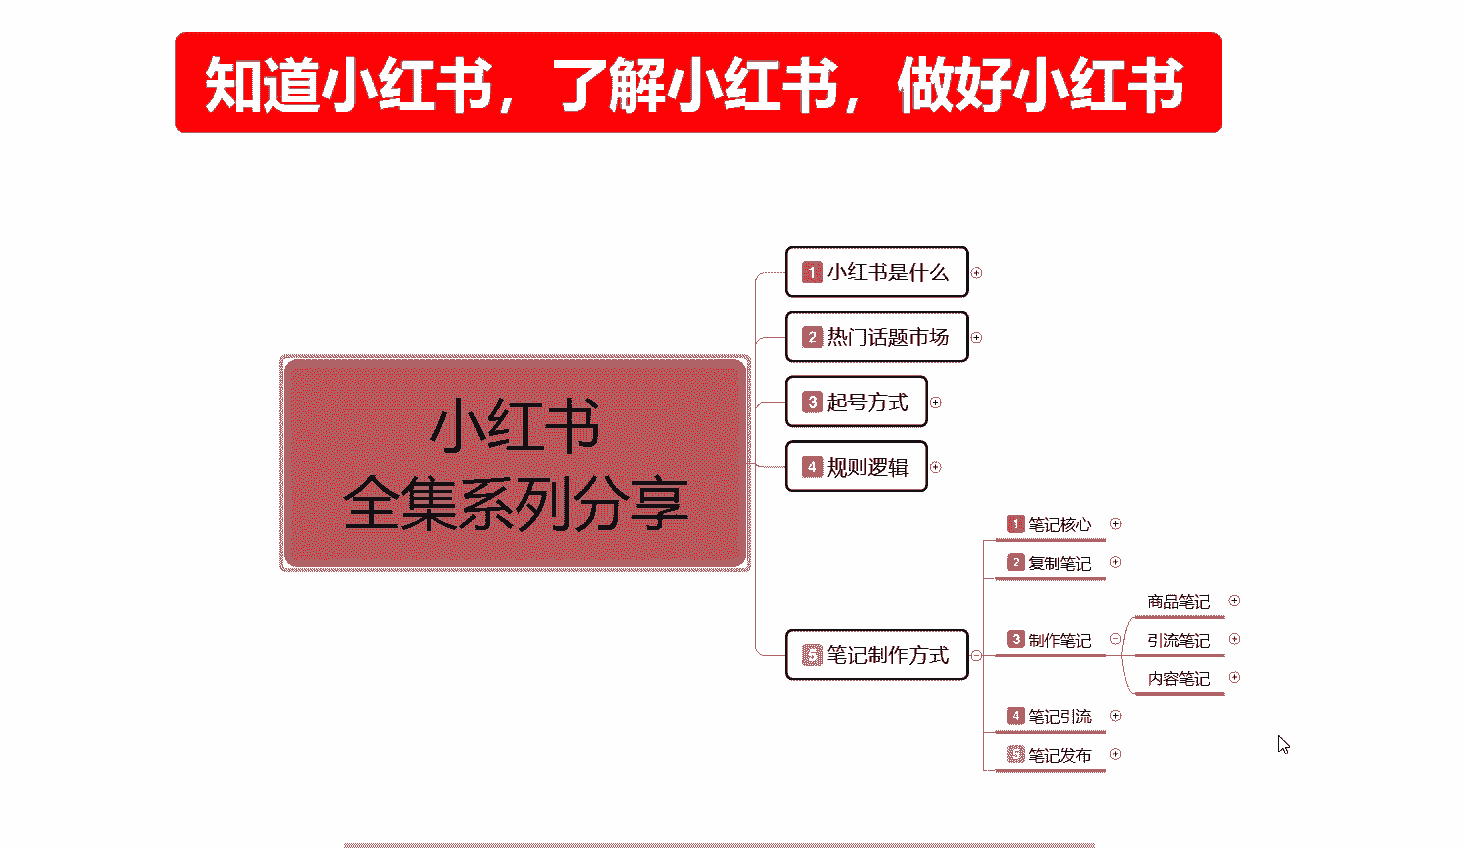 知道小红书，了解小红书，做好小红书
小红书
全集系列分享
1 小红书是什么
2 热门话题市场
3 起号方式
4 规则逻辑
5 笔记制作方式
1 笔记核心
2 复制笔记
3 制作笔记
商品笔记
引流笔记
内容笔记
4 笔记引流
5 笔记发布